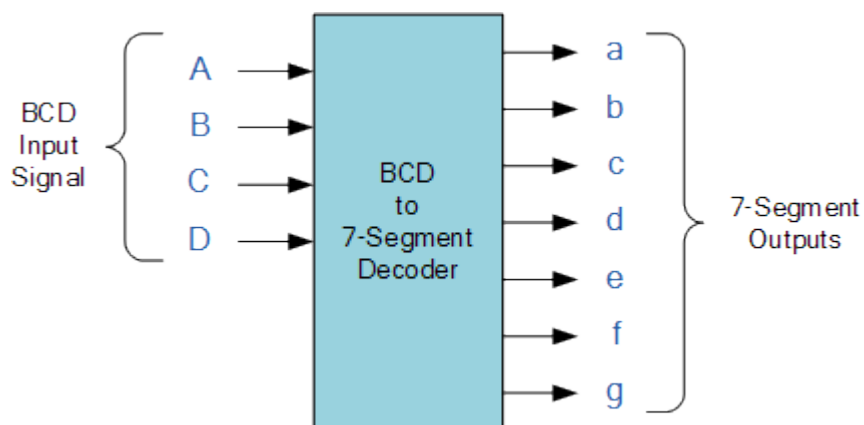 BCD
Input
Signal
A
B
C
D
BCD
to
7-Segment
Decoder
a
b
c
d
e
f
g
7-Segment
Outputs